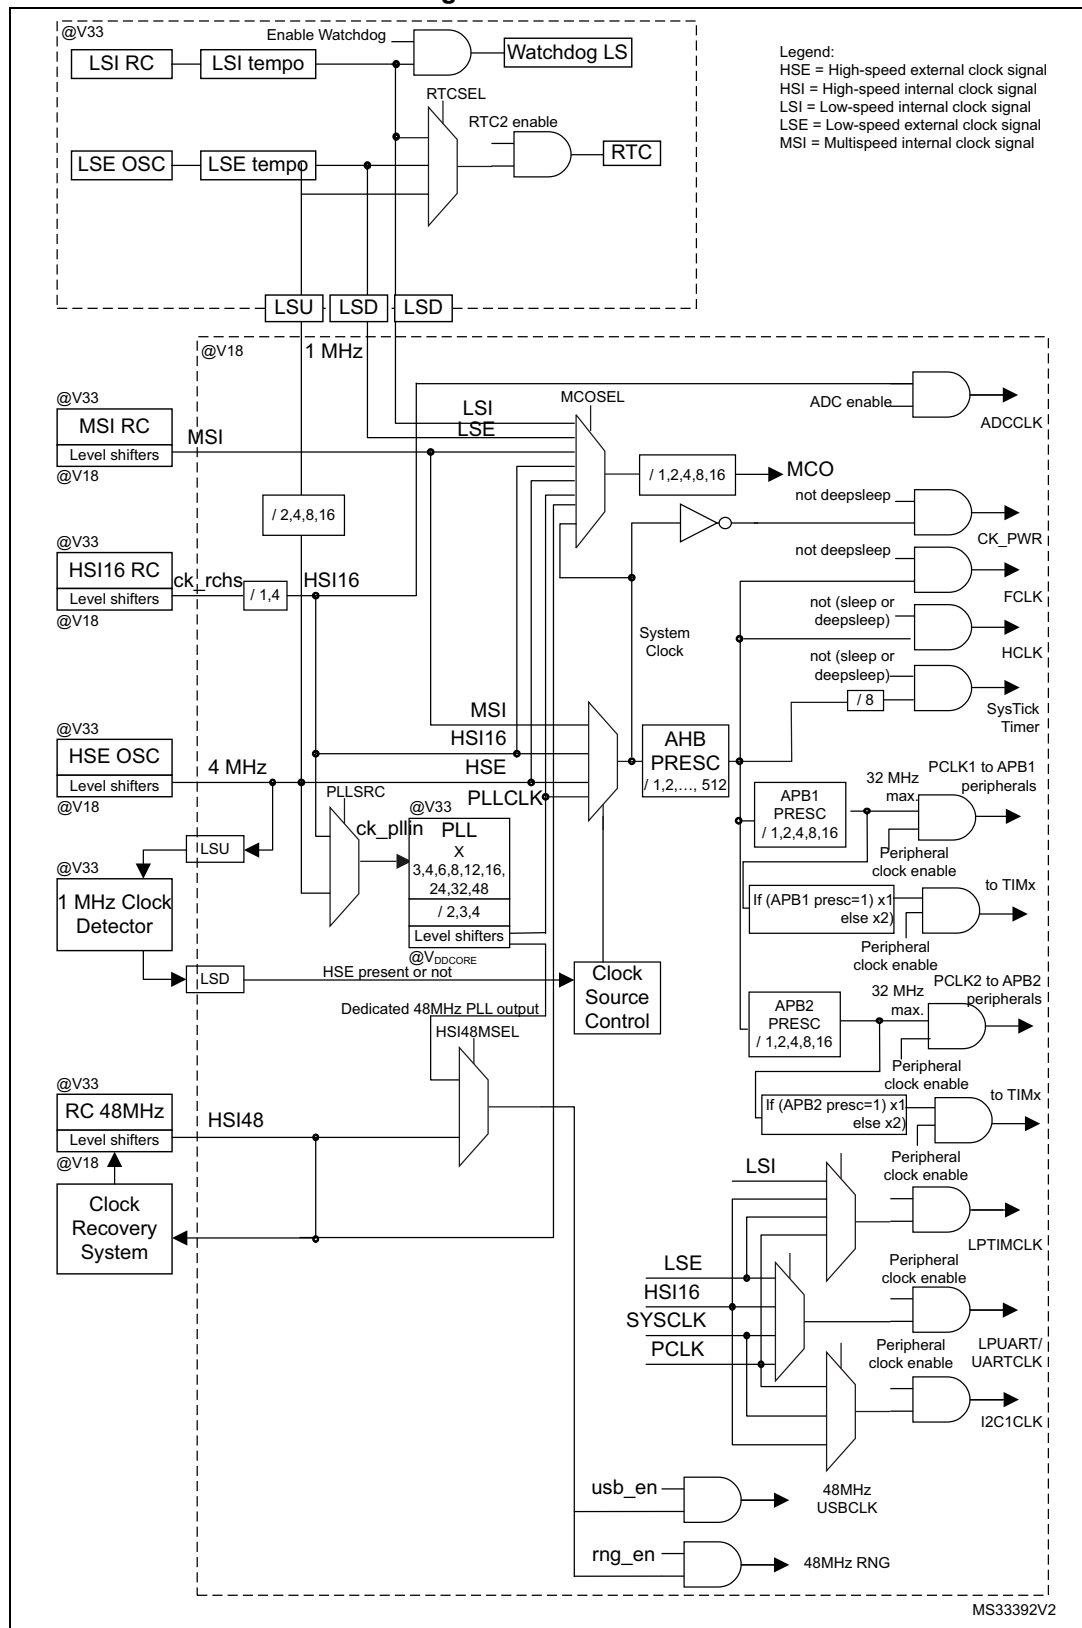 @V33
Enable Watchdog
LSI RC
LSI tempo
Watchdog LS
Legend:
HSE = High-speed external clock signal
HSI = High-speed internal clock signal
LSI = Low-speed internal clock signal
LSE = Low-speed external clock signal
MSI = Multispeed internal clock signal
RTCSEL
RTC2 enable
LSE OSC
LSE tempo
RTC
LSU
LSD
LSD
@V18
1 MHz
@V33
MSI RC
Level shifters
@V18
MSI
LSI
LSE
MCOSEL
ADC enable
ADCCLK
/ 1,2,4,8,16
MCO
/ 2,4,8,16
not deepsleep
CK_PWR
@V33
HSI16 RC
Level shifters
@V18
ck_rchs
/ 1,4
HSI16
not deepsleep
FCLK
not (sleep or
deepsleep)
HCLK
System
Clock
not (sleep or
deepsleep)
/ 8
SysTick
Timer
MSI
HSI16
HSE
PLLCLK
AHB
PRESC
/ 1,2,..., 512
@V33
HSE OSC
Level shifters
@V18
4 MHz
PLLSRC
ck_pllin
@V33
PLL
X
3,4,6,8,12,16,
24,32,48
/ 2,3,4
Level shifters
@VDDCORE
APB1
PRESC
/ 1,2,4,8,16
32 MHz
max.
PCLK1 to APB1
peripherals
Peripheral
clock enable
If (APB1 presc=1) x1
else x2)
to TIMx
Peripheral
clock enable
LSU
@V33
1 MHz Clock
Detector
LSD
HSE present or not
Clock
Source
Control
Dedicated 48MHz PLL output
HSI48MSEL
APB2
PRESC
/ 1,2,4,8,16
32 MHz
max.
PCLK2 to APB2
peripherals
Peripheral
clock enable
If (APB2 presc=1) x1
else x2)
to TIMx
Peripheral
clock enable
@V33
RC 48MHz
Level shifters
@V18
HSI48
Clock
Recovery
System
LSI
LPTIMCLK
LSE
HSI16
SYSCLK
PCLK
Peripheral
clock enable
LPUART/
UARTCLK
Peripheral
clock enable
I2C1CLK
usb_en
48MHz
USBCLK
rng_en
48MHz RNG
MS33392V2